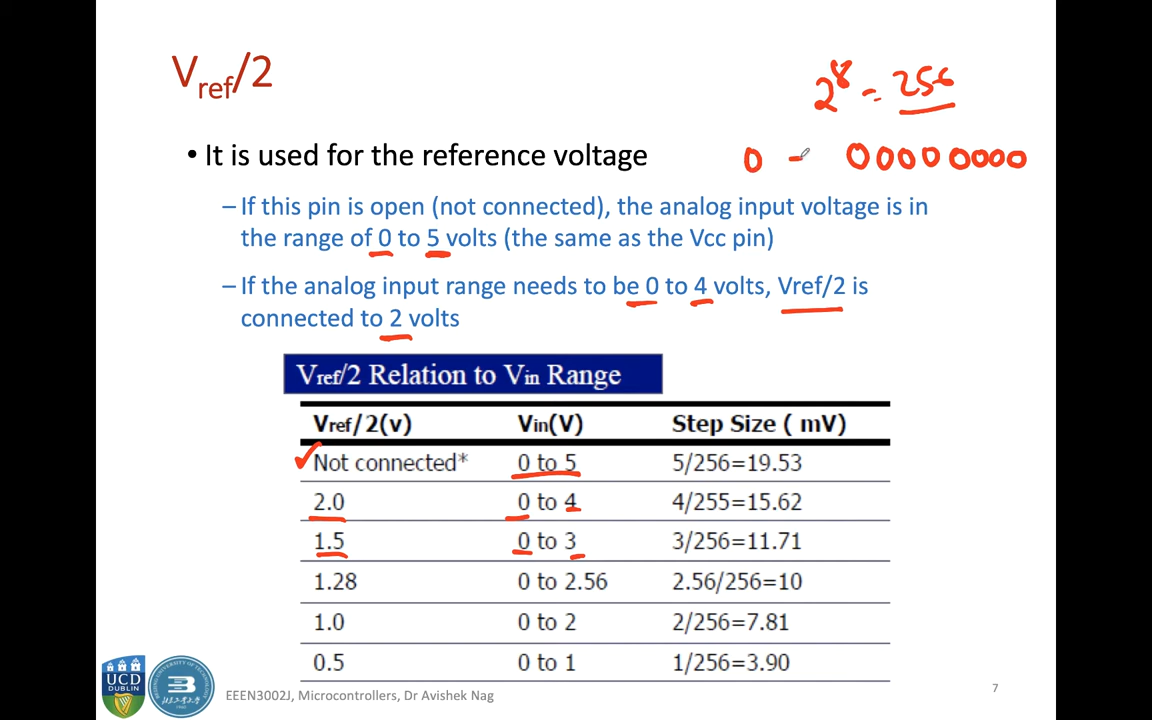 Vref/2
2⁸ = 256
• It is used for the reference voltage
0 - 00000000
– If this pin is open (not connected), the analog input voltage is in
the range of 0 to 5 volts (the same as the Vcc pin)
– If the analog input range needs to be 0 to 4 volts, Vref/2 is
connected to 2 volts
Vref/2 Relation to Vin Range
Vref/2(v) Vin(V) Step Size ( mV)
Not connected* 0 to 5 5/256=19.53
2.0 0 to 4 4/255=15.62
1.5 0 to 3 3/256=11.71
1.28 0 to 2.56 2.56/256=10
1.0 0 to 2 2/256=7.81
0.5 0 to 1 1/256=3.90
UCD
DUBLIN
EEEN3002J, Microcontrollers, Dr Avishek Nag
7